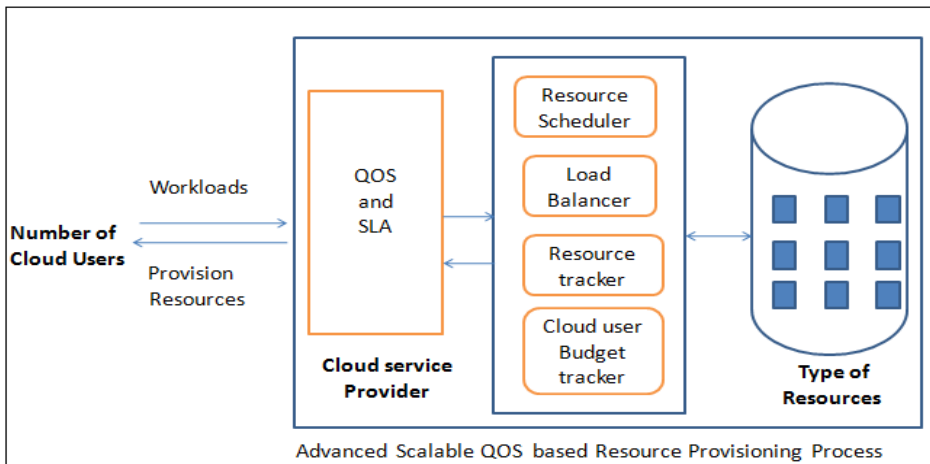 Number of
Cloud Users
Workloads
Provision
Resources
QOS
and
SLA
Cloud service
Provider
Resource
Scheduler
Load
Balancer
Resource
tracker
Cloud user
Budget
tracker
Type of
Resources
Advanced Scalable QOS based Resource Provisioning Process